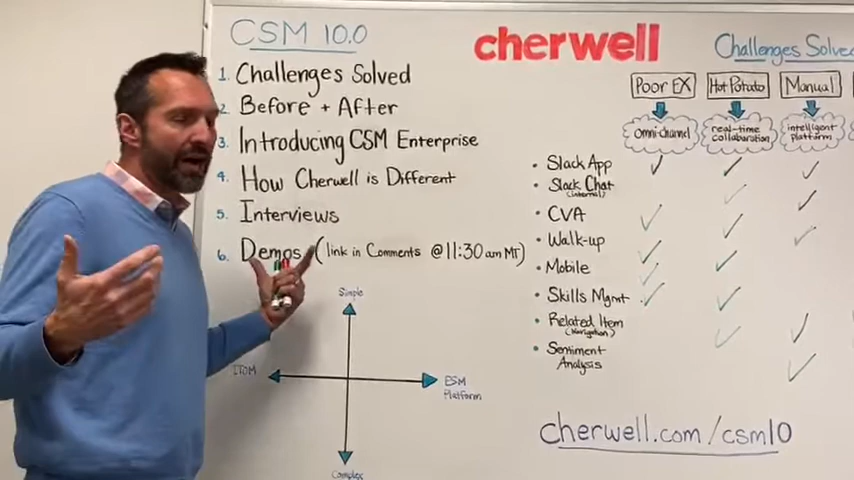 CSM 10.0
1. Challenges Solved
2. Before + After
3. Introducing CSM Enterprise
4. How Cherwell is Different
5. Interviews
6. Demos (link in Comments @11:30am MT)
Simple
ITOM
ESM
Platform
Complex
cherwell
Challenges Solved
Poor EX
Hot Potato
Manual
Omni-channel
real-time
collaboration
intelligent
platform
• Slack App
• Slack Chat
(internal)
• CVA
• Walk-up
• Mobile
• Skills Mgmt
• Related Item
(Navigation)
• Sentiment
Analysis
cherwell.com/csm10